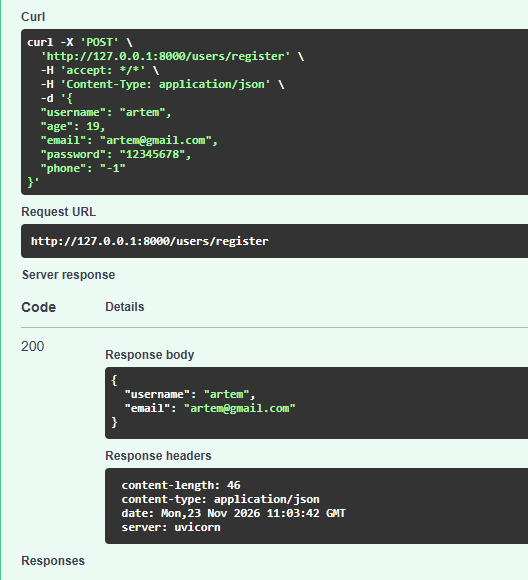 Curl
curl -X 'POST' \
  'http://127.0.0.1:8000/users/register' \
  -H 'accept: */*' \
  -H 'Content-Type: application/json' \
  -d '{
  "username": "artem",
  "age": 19,
  "email": "artem@gmail.com",
  "password": "12345678",
  "phone": "-1"
}'
Request URL
http://127.0.0.1:8000/users/register
Server response
Code Details
200
Response body
{
  "username": "artem",
  "email": "artem@gmail.com"
}
Response headers
content-length: 46
content-type: application/json
date: Mon,23 Nov 2026 11:03:42 GMT
server: uvicorn
Responses